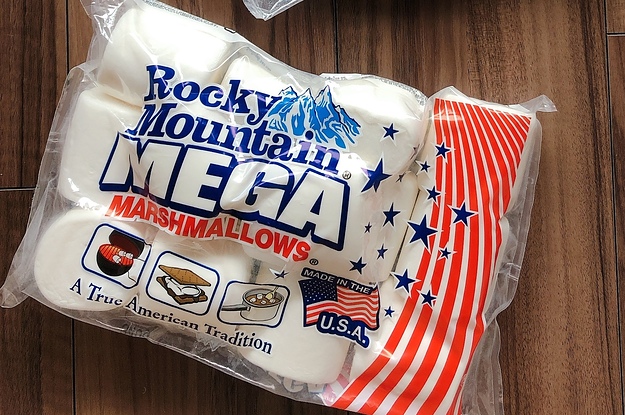 Rocky
Mountain
MEGA®
MARSHMALLOWS®
A True American Tradition
MADE IN THE
U.S.A.